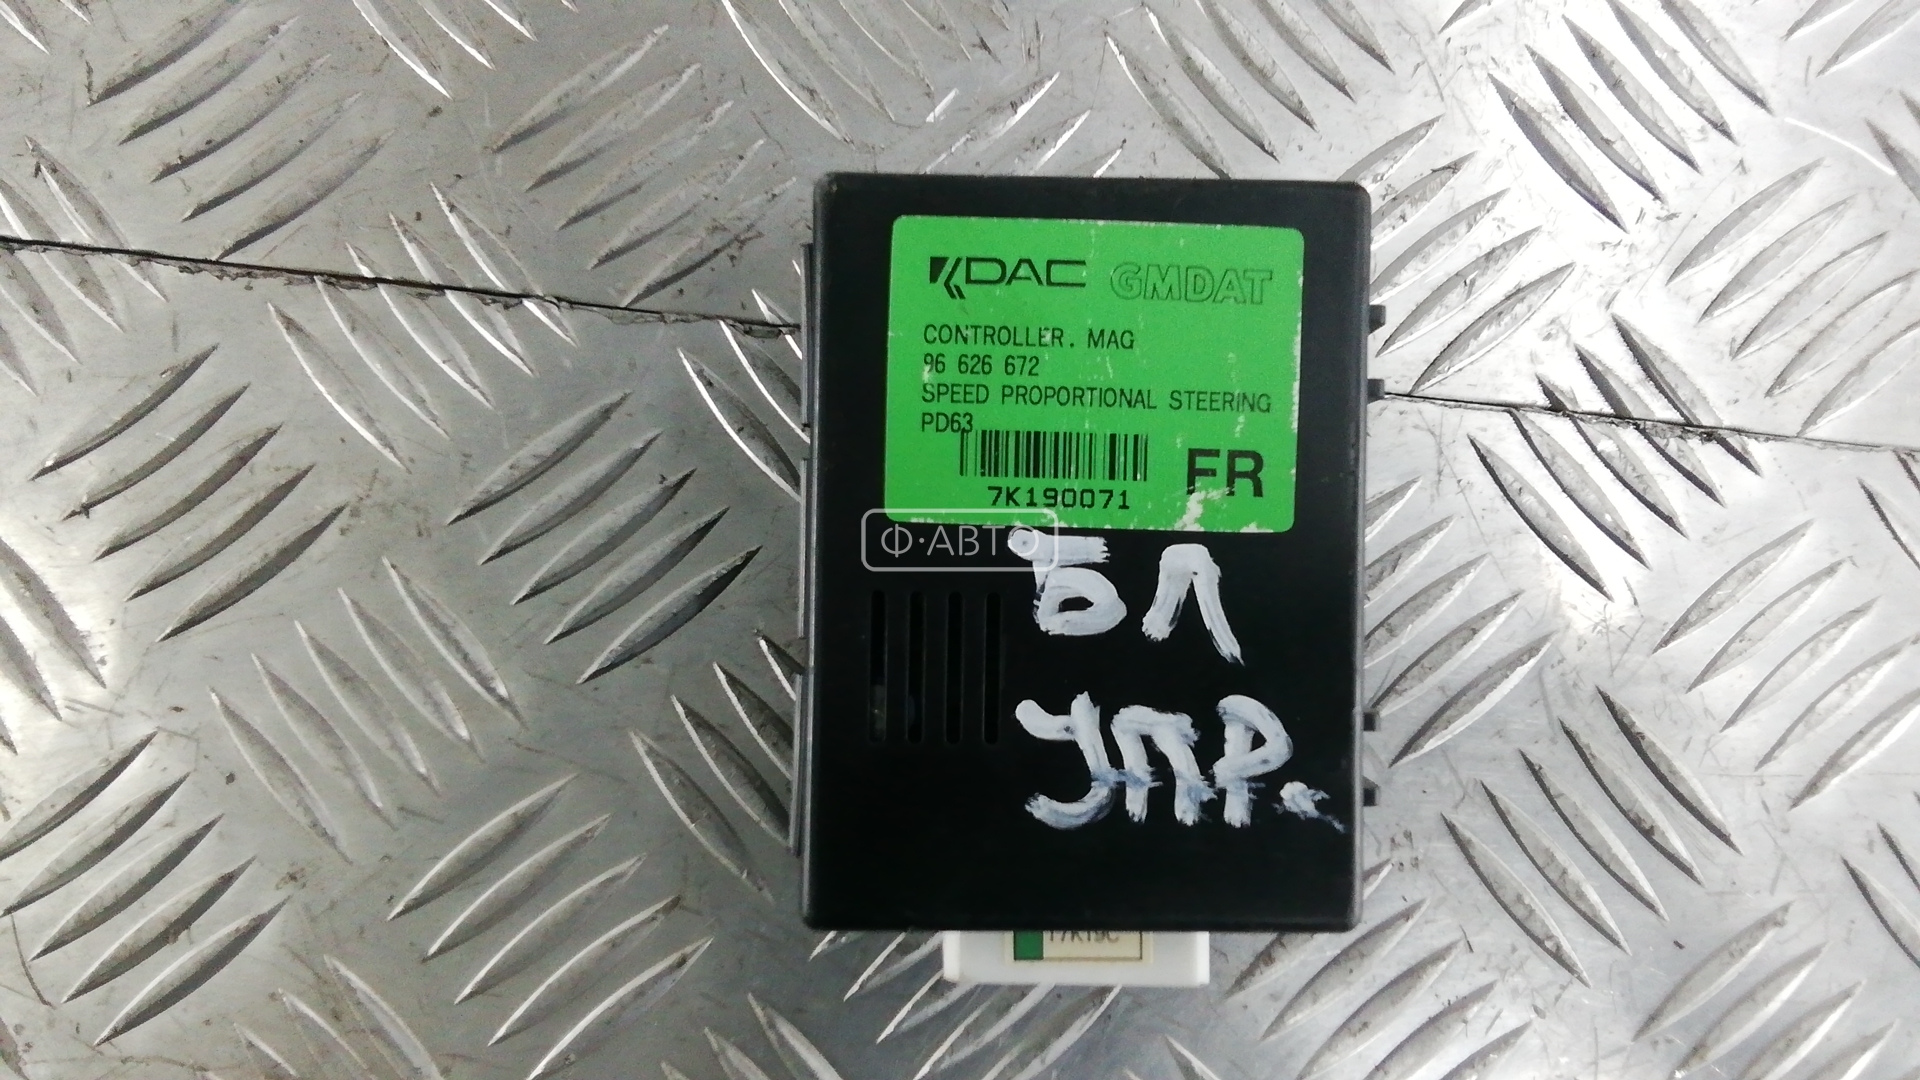 KDAC GMDAT
CONTROLLER. MAG
96 626 672
SPEED PROPORTIONAL STEERING
PD63
FR
7K190071
Ф·АВТО
БЛ
УПР.